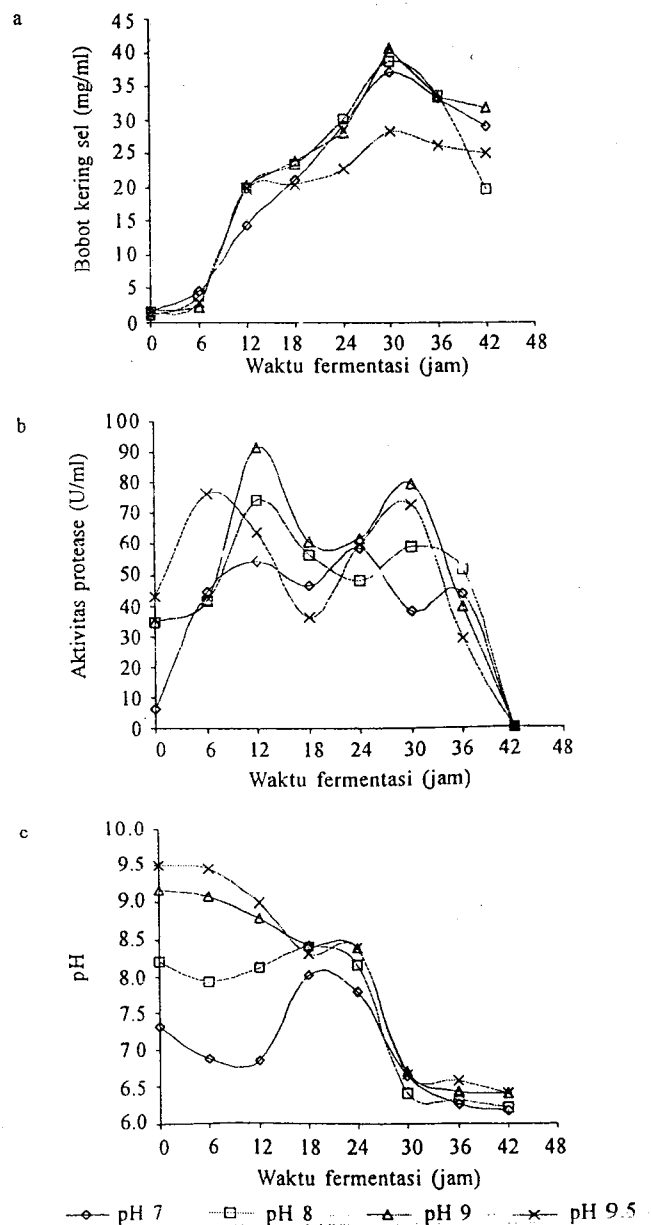 a
Bobot kering sel (mg/ml)
45
40
35
30
25
20
15
10
5
0
0 6 12 18 24 30 36 42 48
Waktu fermentasi (jam)
b
Aktivitas protease (U/ml)
100
90
80
70
60
50
40
30
20
10
0
0 6 12 18 24 30 36 42 48
Waktu fermentasi (jam)
c
pH
10.0
9.5
9.0
8.5
8.0
7.5
7.0
6.5
6.0
0 6 12 18 24 30 36 42 48
Waktu fermentasi (jam)
pH 7 pH 8 pH 9 pH 9.5